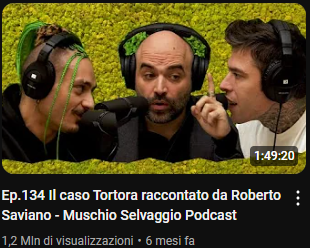 1:49:20
Ep.134 Il caso Tortora raccontato da Roberto
Saviano - Muschio Selvaggio Podcast
1,2 Mln di visualizzazioni • 6 mesi fa